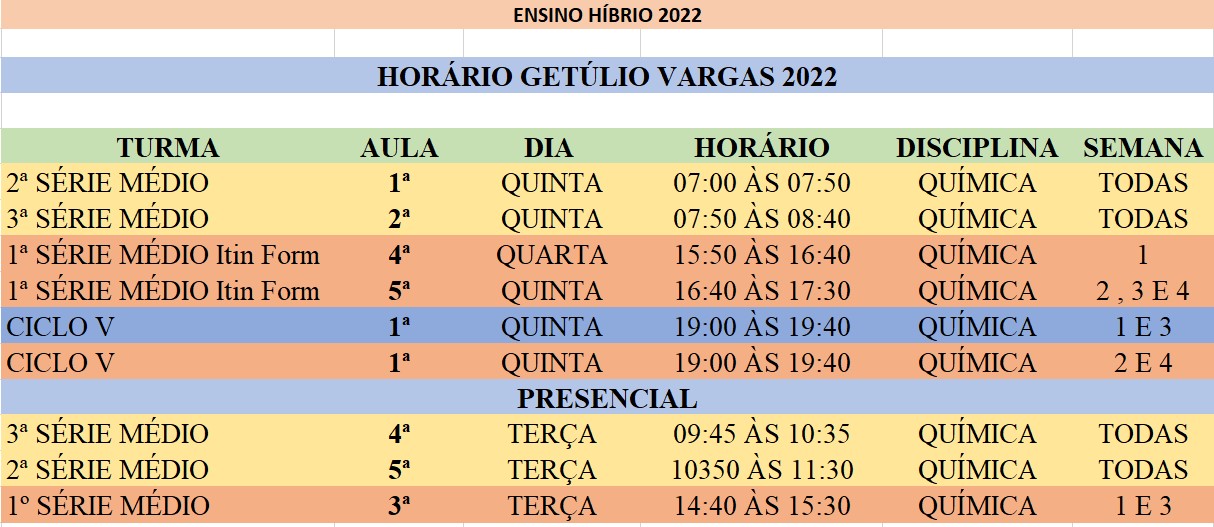 ENSINO HÍBRIO 2022
HORÁRIO GETÚLIO VARGAS 2022
TURMA AULA DIA HORÁRIO DISCIPLINA SEMANA
2ª SÉRIE MÉDIO 1ª QUINTA 07:00 ÀS 07:50 QUÍMICA TODAS
3ª SÉRIE MÉDIO 2ª QUINTA 07:50 ÀS 08:40 QUÍMICA TODAS
1ª SÉRIE MÉDIO Itin Form 4ª QUARTA 15:50 ÀS 16:40 QUÍMICA 1
1ª SÉRIE MÉDIO Itin Form 5ª QUINTA 16:40 ÀS 17:30 QUÍMICA 2 , 3 E 4
CICLO V 1ª QUINTA 19:00 ÀS 19:40 QUÍMICA 1 E 3
CICLO V 1ª QUINTA 19:00 ÀS 19:40 QUÍMICA 2 E 4
PRESENCIAL
3ª SÉRIE MÉDIO 4ª TERÇA 09:45 ÀS 10:35 QUÍMICA TODAS
2ª SÉRIE MÉDIO 5ª TERÇA 10350 ÀS 11:30 QUÍMICA TODAS
1º SÉRIE MÉDIO 3ª TERÇA 14:40 ÀS 15:30 QUÍMICA 1 E 3